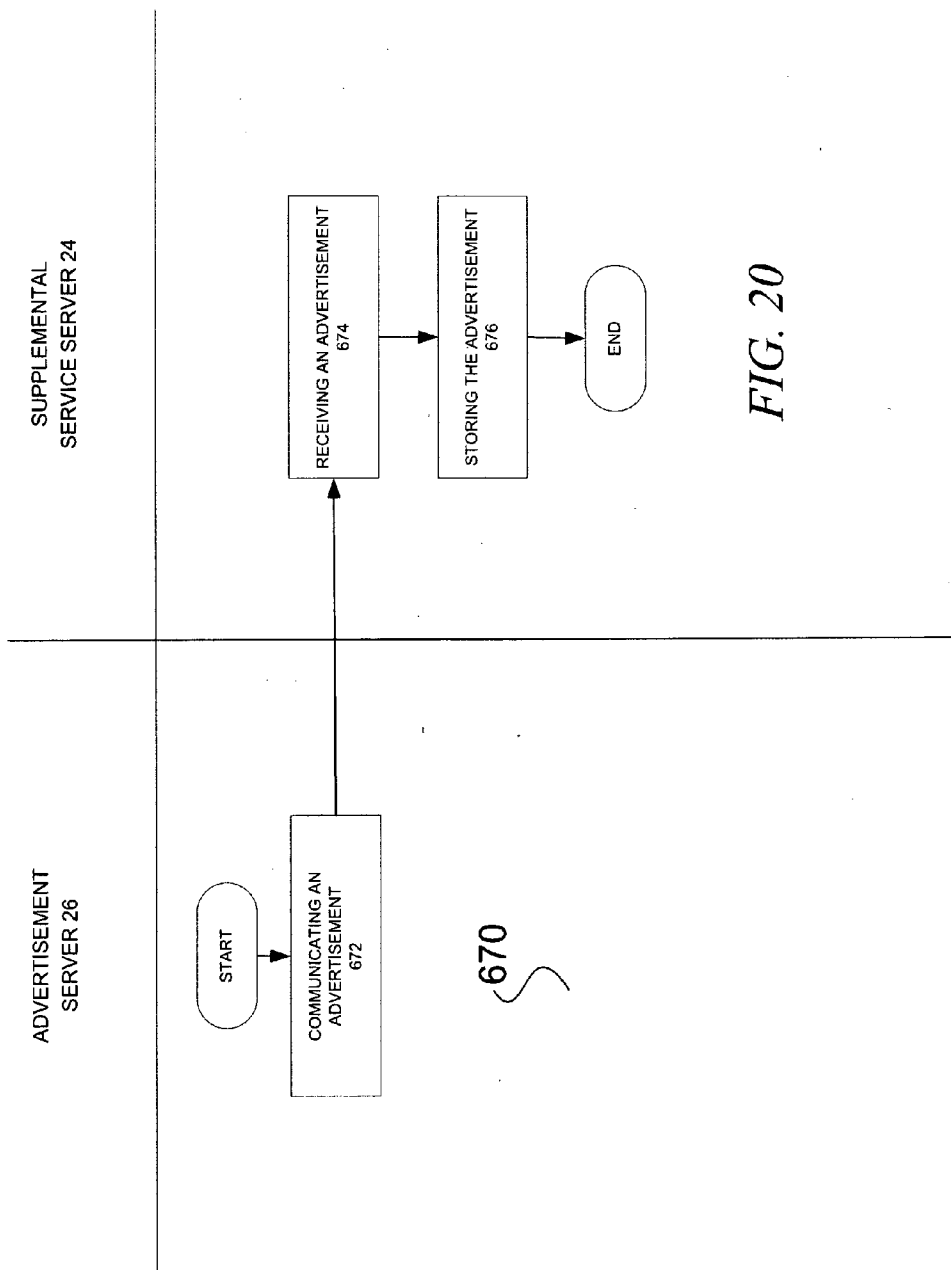 ADVERTISEMENT
SERVER 26
SUPPLEMENTAL
SERVICE SERVER 24
START
COMMUNICATING AN
ADVERTISEMENT
672
RECEIVING AN ADVERTISEMENT
674
STORING THE ADVERTISEMENT
676
END
670
FIG. 20